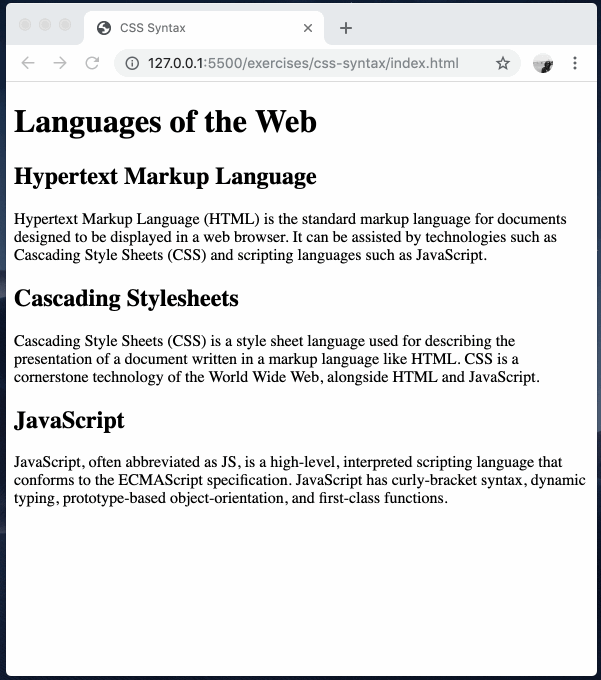 CSS Syntax
127.0.0.1:5500/exercises/css-syntax/index.html
Languages of the Web
Hypertext Markup Language
Hypertext Markup Language (HTML) is the standard markup language for documents
designed to be displayed in a web browser. It can be assisted by technologies such as
Cascading Style Sheets (CSS) and scripting languages such as JavaScript.
Cascading Stylesheets
Cascading Style Sheets (CSS) is a style sheet language used for describing the
presentation of a document written in a markup language like HTML. CSS is a
cornerstone technology of the World Wide Web, alongside HTML and JavaScript.
JavaScript
JavaScript, often abbreviated as JS, is a high-level, interpreted scripting language that
conforms to the ECMAScript specification. JavaScript has curly-bracket syntax, dynamic
typing, prototype-based object-orientation, and first-class functions.